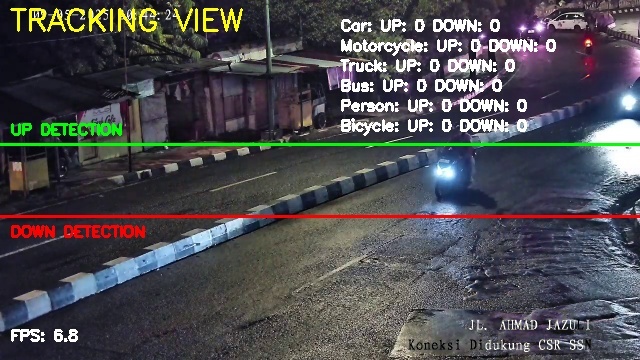 TRACKING VIEW
Car: UP: 0 DOWN: 0
Motorcycle: UP: 0 DOWN: 0
Truck: UP: 0 DOWN: 0
Bus: UP: 0 DOWN: 0
Person: UP: 0 DOWN: 0
Bicycle: UP: 0 DOWN: 0
UP DETECTION
DOWN DETECTION
FPS: 6.8
JL. AHMAD JAZULI
Koneksi Didukung CSR SSN